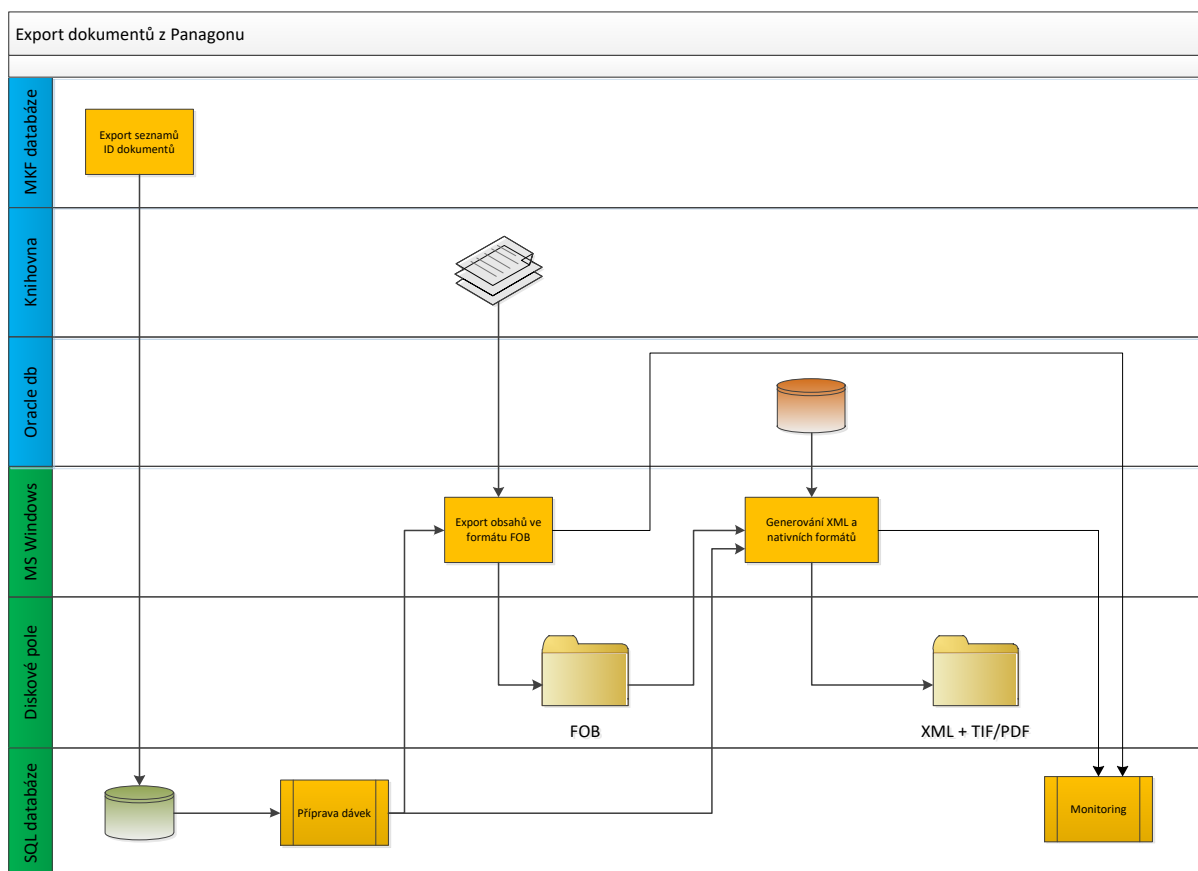 Export dokumentů z Panagonu
MKF databáze
Export seznamů
ID dokumentů
Knihovna
Oracle db
MS Windows
Export obsahů ve
formátu FOB
Generování XML a
nativních formátů
Diskové pole
FOB
XML + TIF/PDF
SQL databáze
Příprava dávek
Monitoring